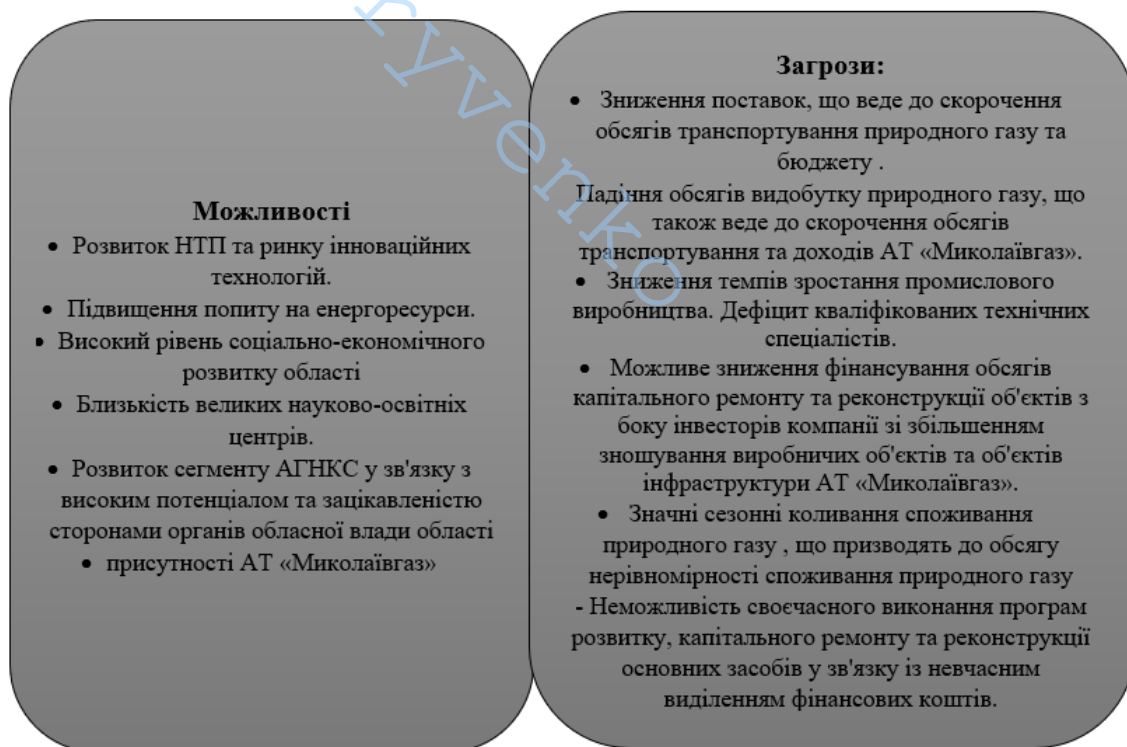 Можливості
• Розвиток НТП та ринку інноваційних
технологій.
• Підвищення попиту на енергоресурси.
• Високий рівень соціально-економічного
розвитку області
• Близькість великих науково-освітніх
центрів.
• Розвиток сегменту АГНКС у зв'язку з
високим потенціалом та зацікавленістю
сторонами органів обласної влади області
• присутності АТ «Миколаївгаз»
Загрози:
• Зниження поставок, що веде до скорочення
обсягів транспортування природного газу та
бюджету .
Падіння обсягів видобутку природного газу, що
також веде до скорочення обсягів
транспортування та доходів АТ «Миколаївгаз».
• Зниження темпів зростання промислового
виробництва. Дефіцит кваліфікованих технічних
спеціалістів.
• Можливе зниження фінансування обсягів
капітального ремонту та реконструкції об'єктів з
боку інвесторів компанії зі збільшенням
зношування виробничих об'єктів та об'єктів
інфраструктури АТ «Миколаївгаз».
• Значні сезонні коливання споживання
природного газу , що призводять до обсягу
нерівномірності споживання природного газу
- Неможливість своєчасного виконання програм
розвитку, капітального ремонту та реконструкції
основних засобів у зв'язку із невчасним
виділенням фінансових коштів.
ryvenko